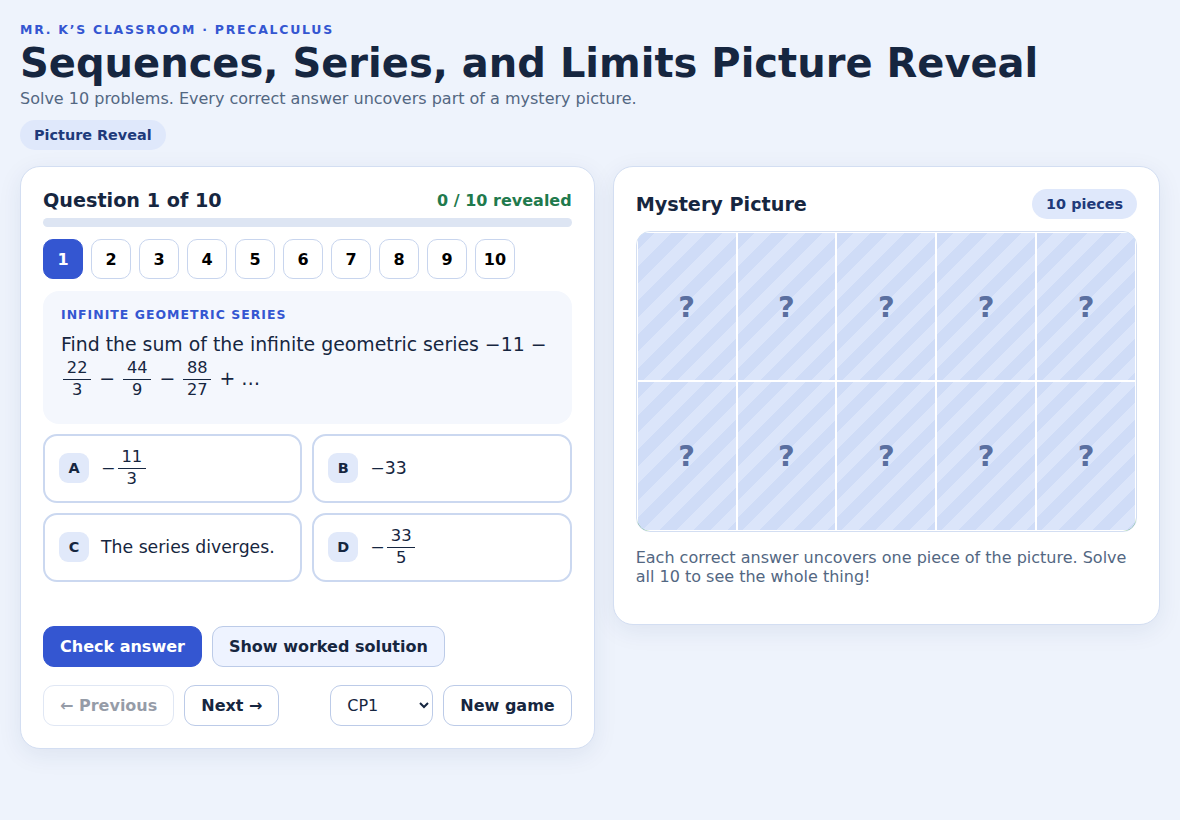 MR. K’S CLASSROOM · PRECALCULUS
Sequences, Series, and Limits Picture Reveal
Solve 10 problems. Every correct answer uncovers part of a mystery picture.
Picture Reveal
Question 1 of 10
0 / 10 revealed
1 2 3 4 5 6 7 8 9 10
INFINITE GEOMETRIC SERIES
Find the sum of the infinite geometric series −11 −
22/3 − 44/9 − 88/27 + …
A −11/3
B −33
C The series diverges.
D −33/5
Check answer
Show worked solution
← Previous
Next →
CP1
New game
Mystery Picture
10 pieces
? ? ? ? ?
? ? ? ? ?
Each correct answer uncovers one piece of the picture. Solve
all 10 to see the whole thing!